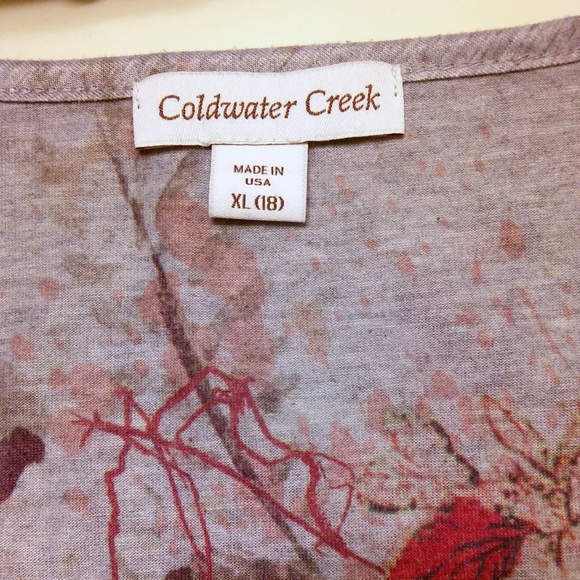 Coldwater Creek
MADE IN
USA
XL (18)